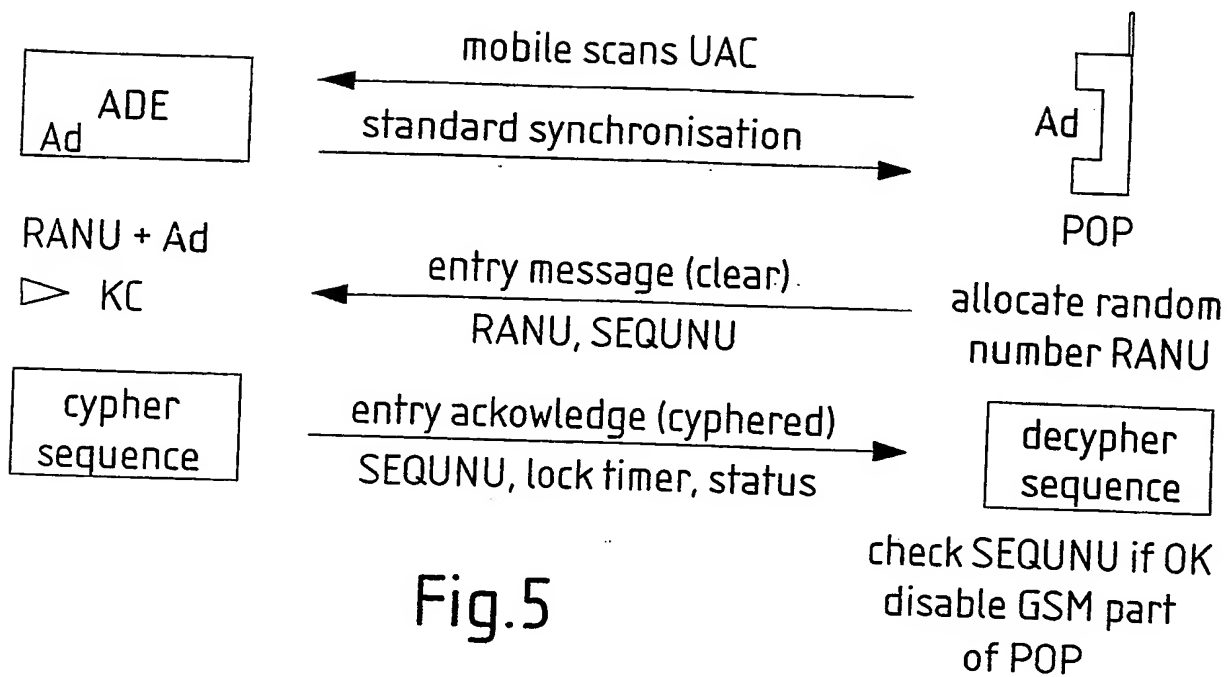 mobile scans UAC
ADE
Ad
standard synchronisation
Ad
POP
RANU + Ad
▷ KC
entry message (clear).
RANU, SEQUNU
allocate random
number RANU
cypher
sequence
entry ackowledge (cyphered)
SEQUNU, lock timer, status
decypher
sequence
check SEQUNU if OK
disable GSM part
of POP
Fig.5